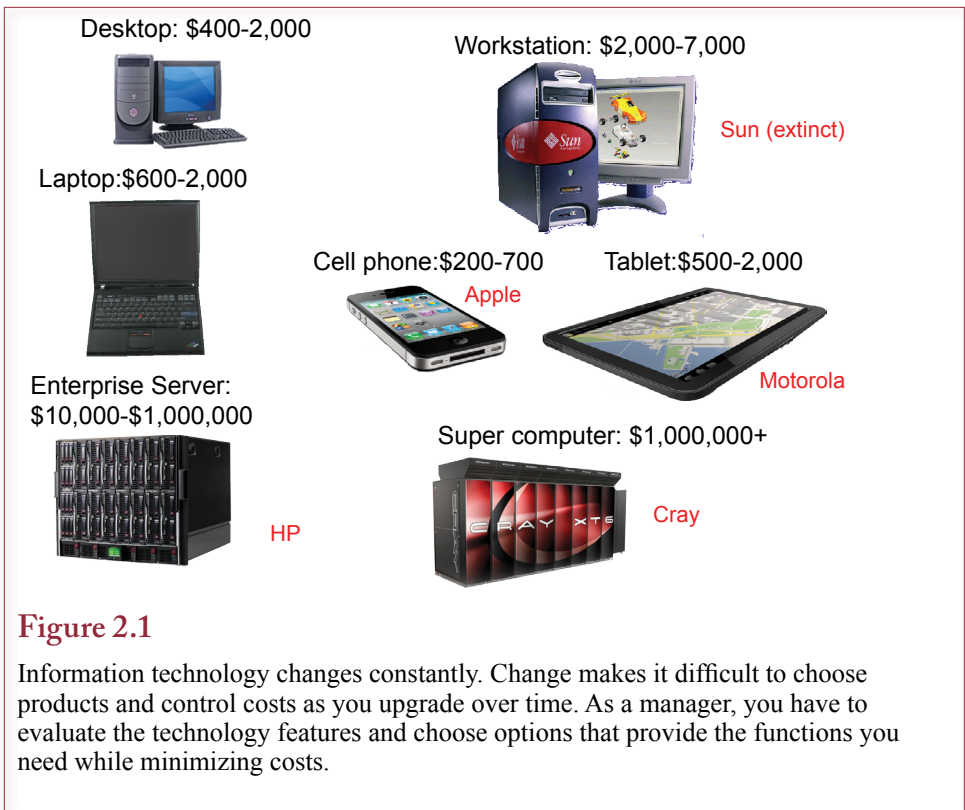 Desktop: $400-2,000
Workstation: $2,000-7,000
Sun
Sun (extinct)
Laptop:$600-2,000
Cell phone:$200-700
Tablet:$500-2,000
Apple
Motorola
Enterprise Server:
$10,000-$1,000,000
HP
Super computer: $1,000,000+
CRAY XT6
Cray
Figure 2.1
Information technology changes constantly. Change makes it difficult to choose
products and control costs as you upgrade over time. As a manager, you have to
evaluate the technology features and choose options that provide the functions you
need while minimizing costs.